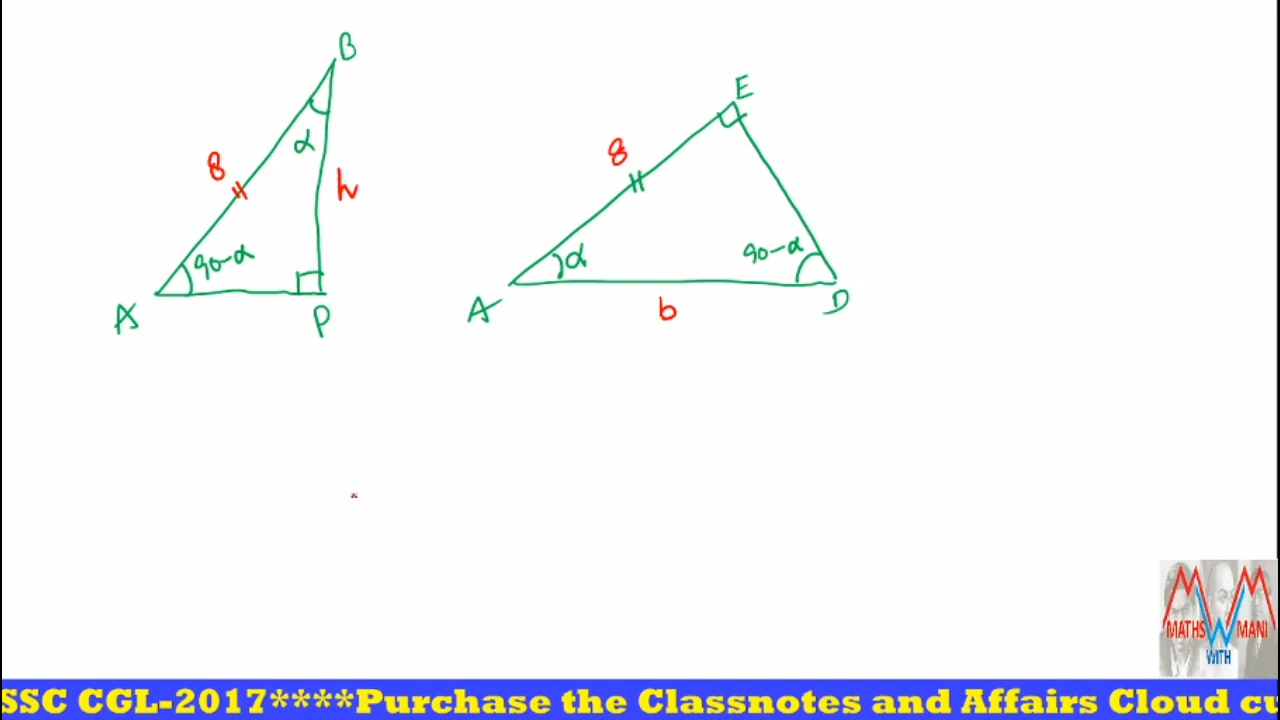 B
α
8
h
90-α
A
P
E
8
α
90-α
A
b
D
MATHS
WITH
MANI
SSC CGL-2017****Purchase the Classnotes and Affairs Cloud cu